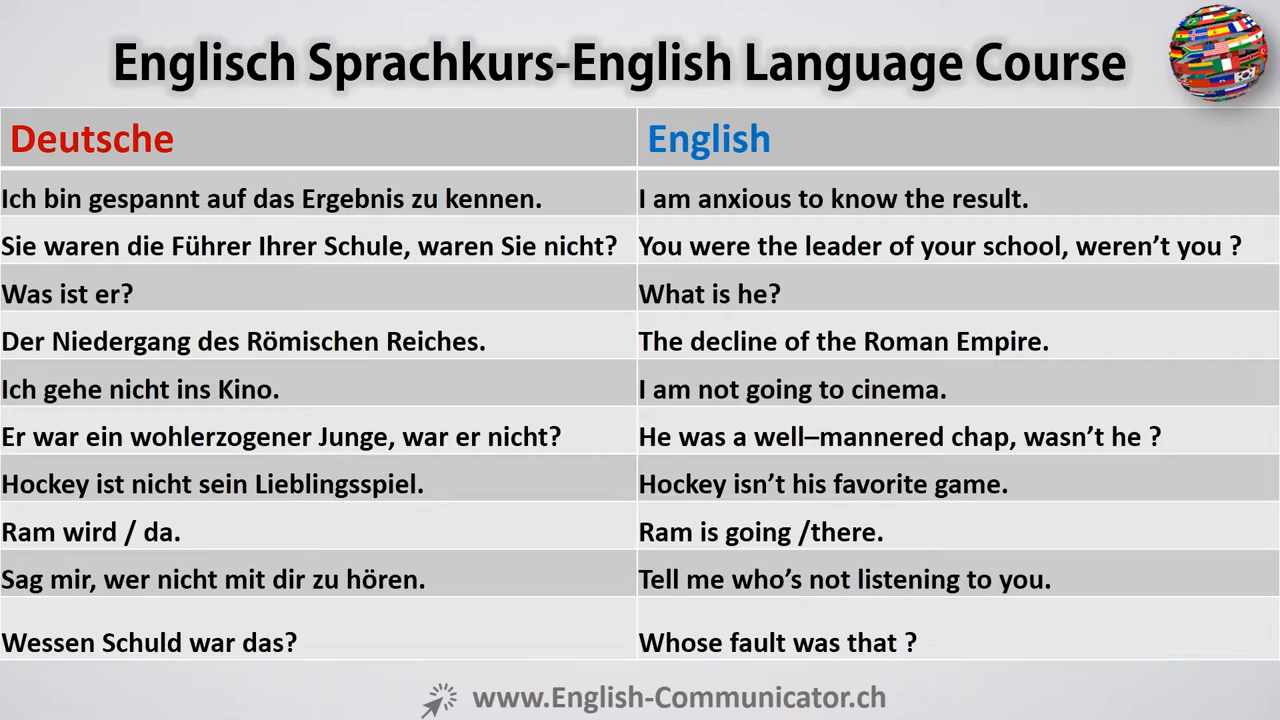 Englisch Sprachkurs-English Language Course
Deutsche English
Ich bin gespannt auf das Ergebnis zu kennen. I am anxious to know the result.
Sie waren die Führer Ihrer Schule, waren Sie nicht? You were the leader of your school, weren’t you ?
Was ist er? What is he?
Der Niedergang des Römischen Reiches. The decline of the Roman Empire.
Ich gehe nicht ins Kino. I am not going to cinema.
Er war ein wohlerzogener Junge, war er nicht? He was a well–mannered chap, wasn’t he ?
Hockey ist nicht sein Lieblingsspiel. Hockey isn’t his favorite game.
Ram wird / da. Ram is going /there.
Sag mir, wer nicht mit dir zu hören. Tell me who’s not listening to you.
Wessen Schuld war das? Whose fault was that ?
www.English-Communicator.ch